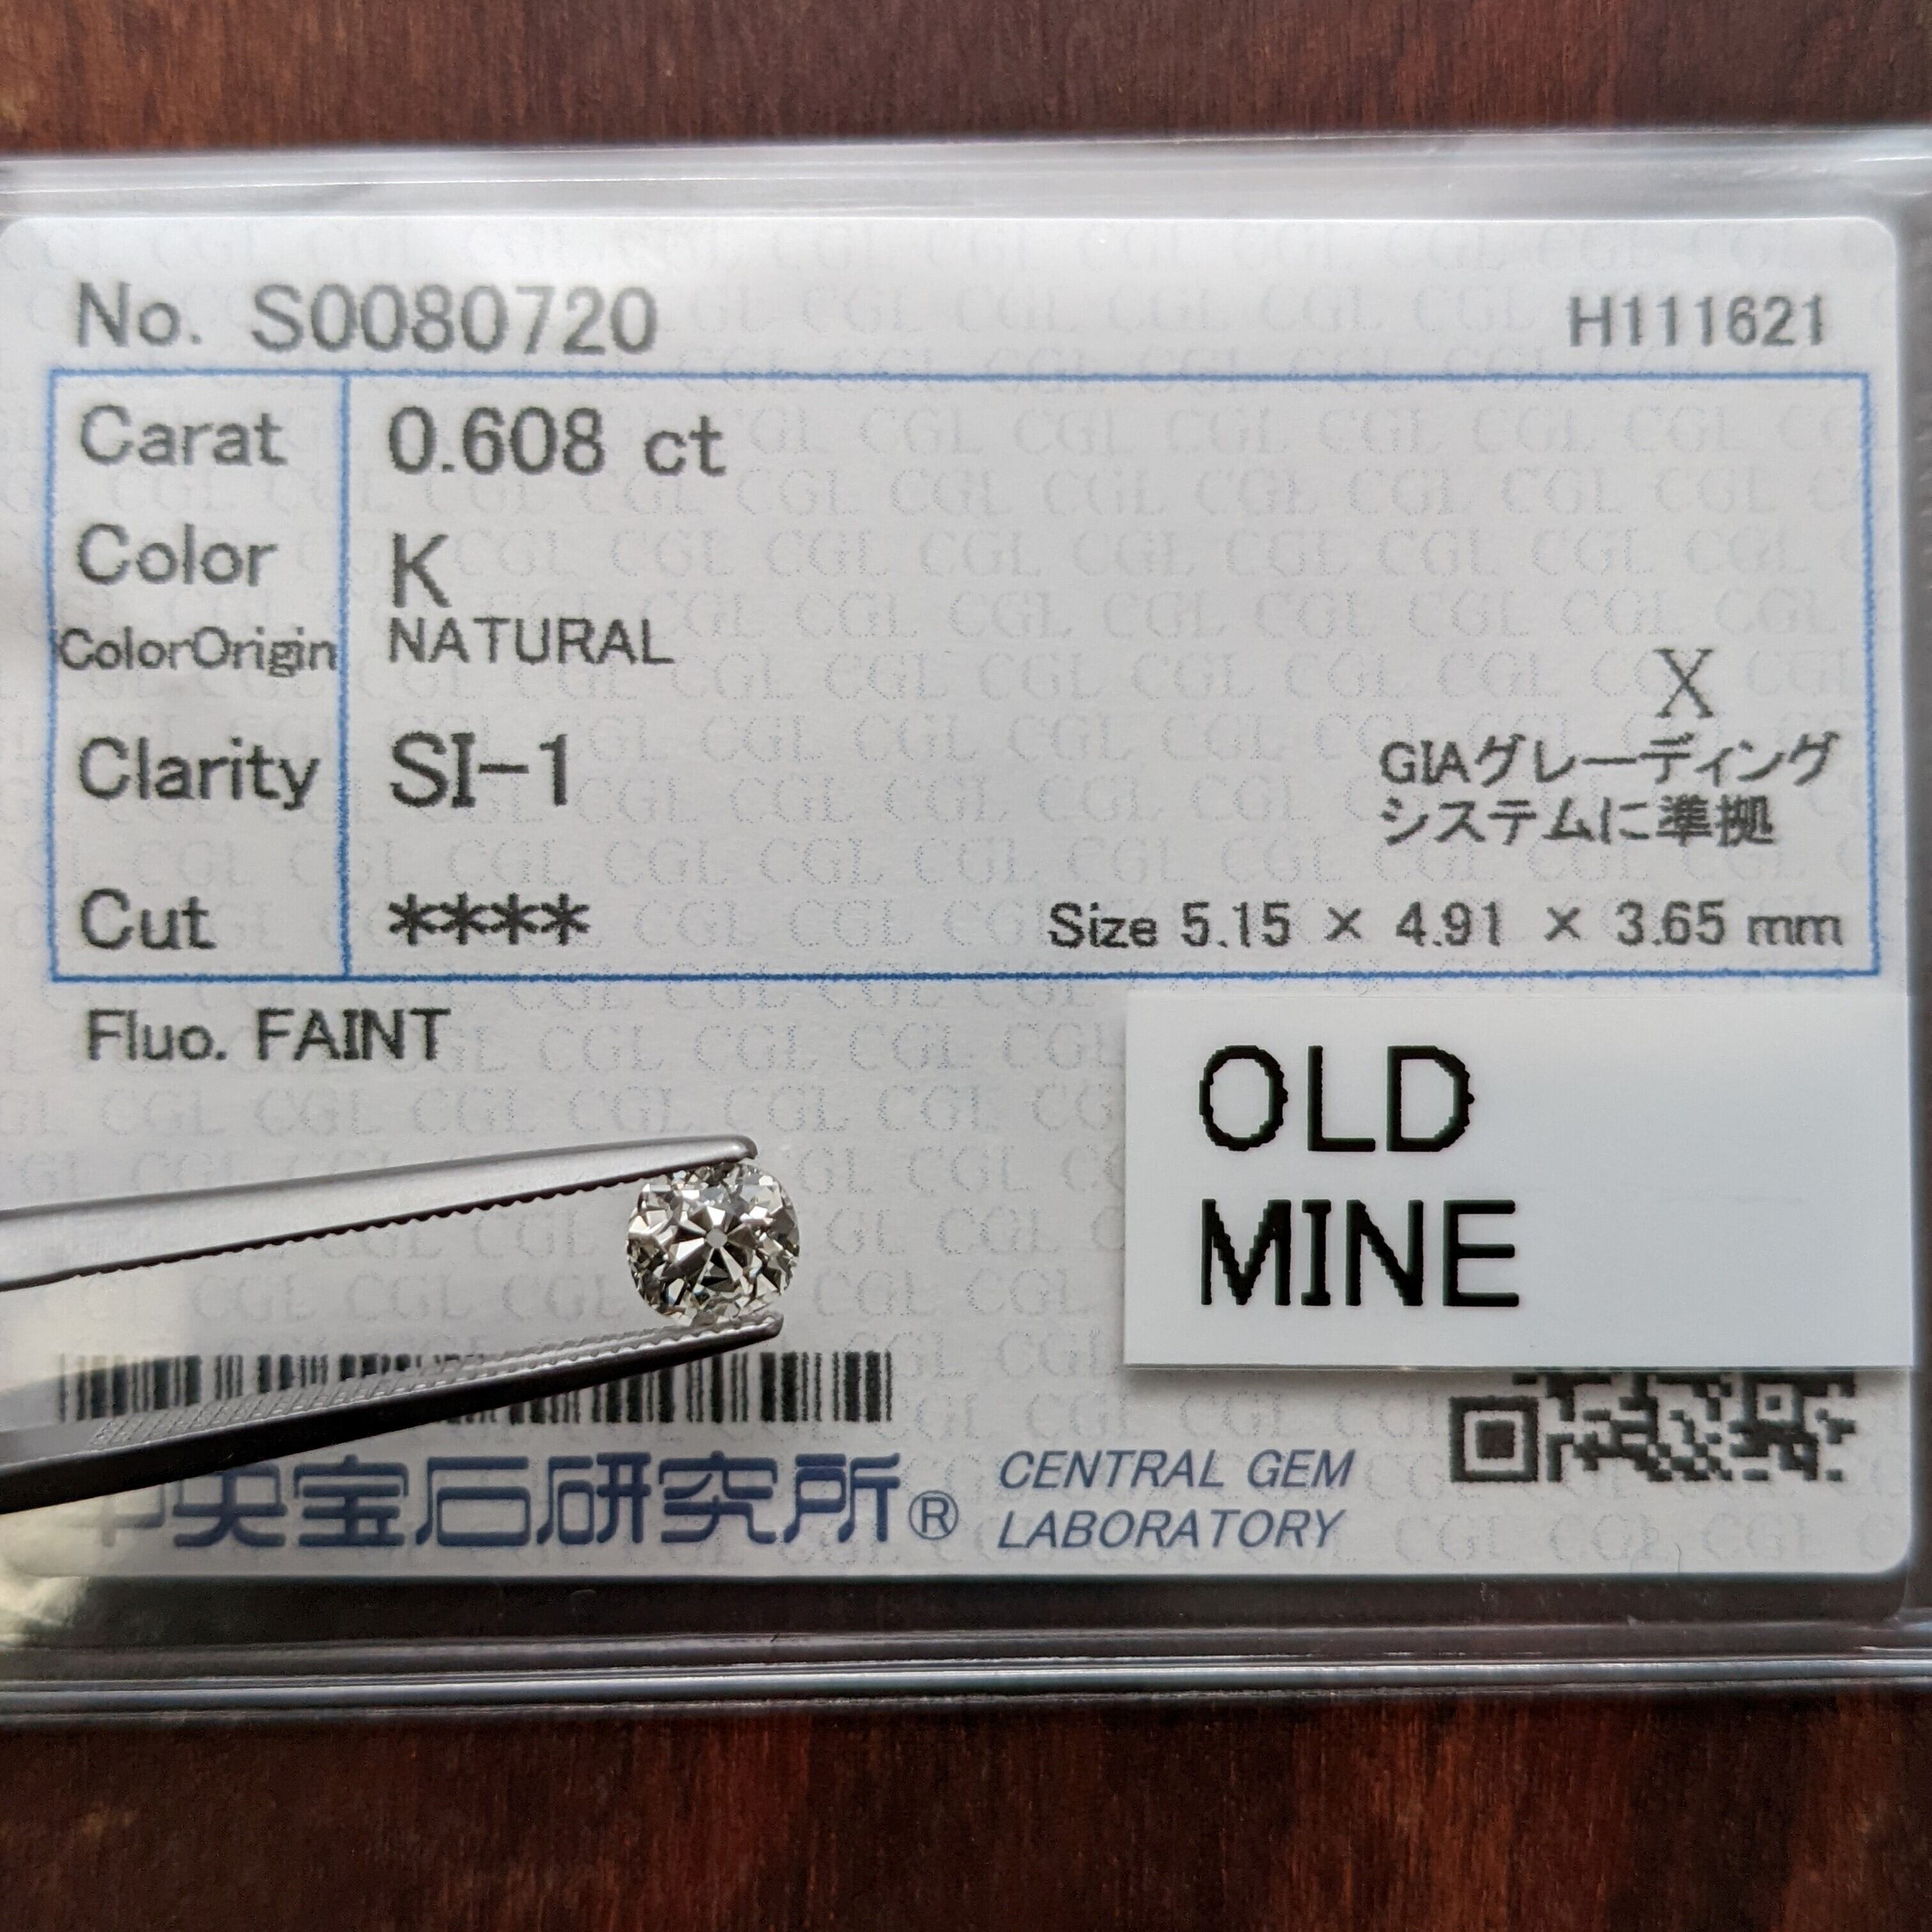 No. S0080720
H111621
Carat 0.608 ct
Color K
ColorOrigin NATURAL
X
Clarity SI-1
GIAグレーディング
システムに準拠
Cut ****
Size 5.15 × 4.91 × 3.65 mm
Fluo. FAINT
OLD
MINE
中央宝石研究所®
CENTRAL GEM
LABORATORY